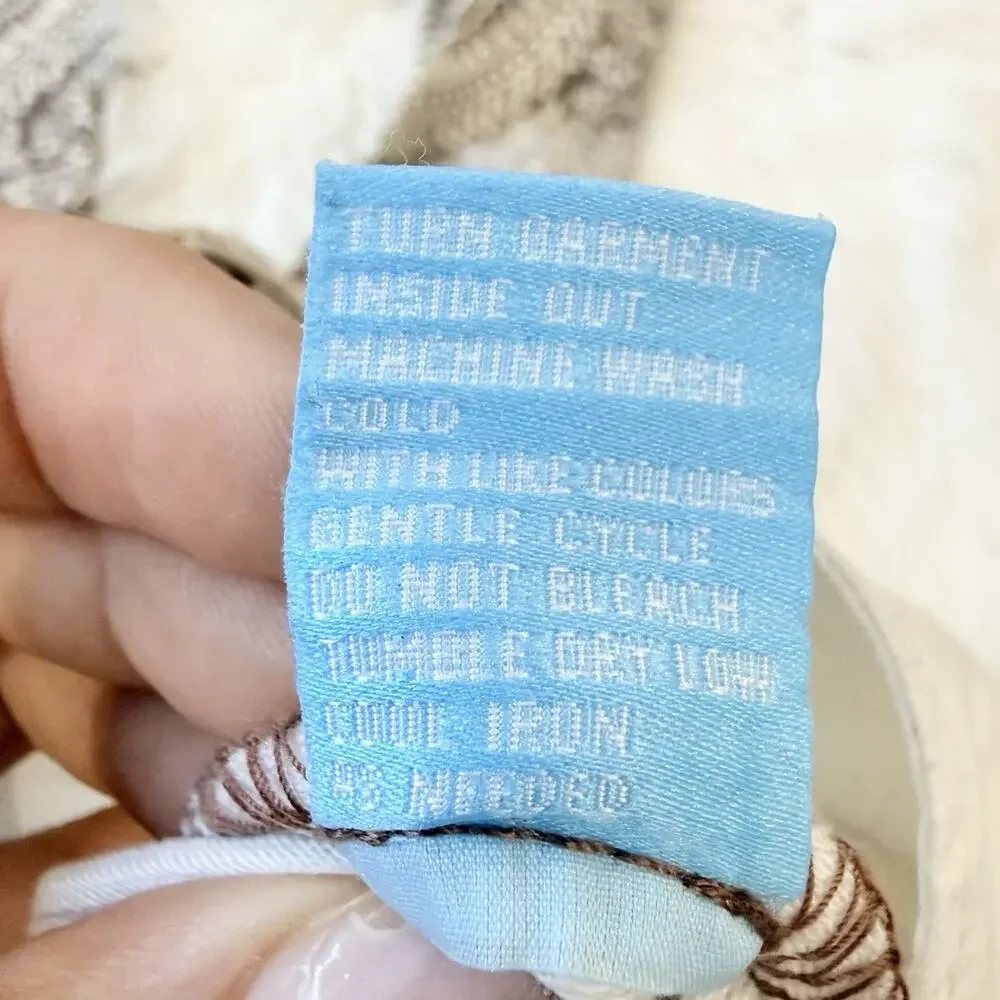 TURN GARMENT
INSIDE OUT
MACHINE WASH
COLD
WITH LIKE COLOURS
GENTLE CYCLE
DO NOT BLEACH
TUMBLE DRY LOW
COOL IRON
AS NEEDED